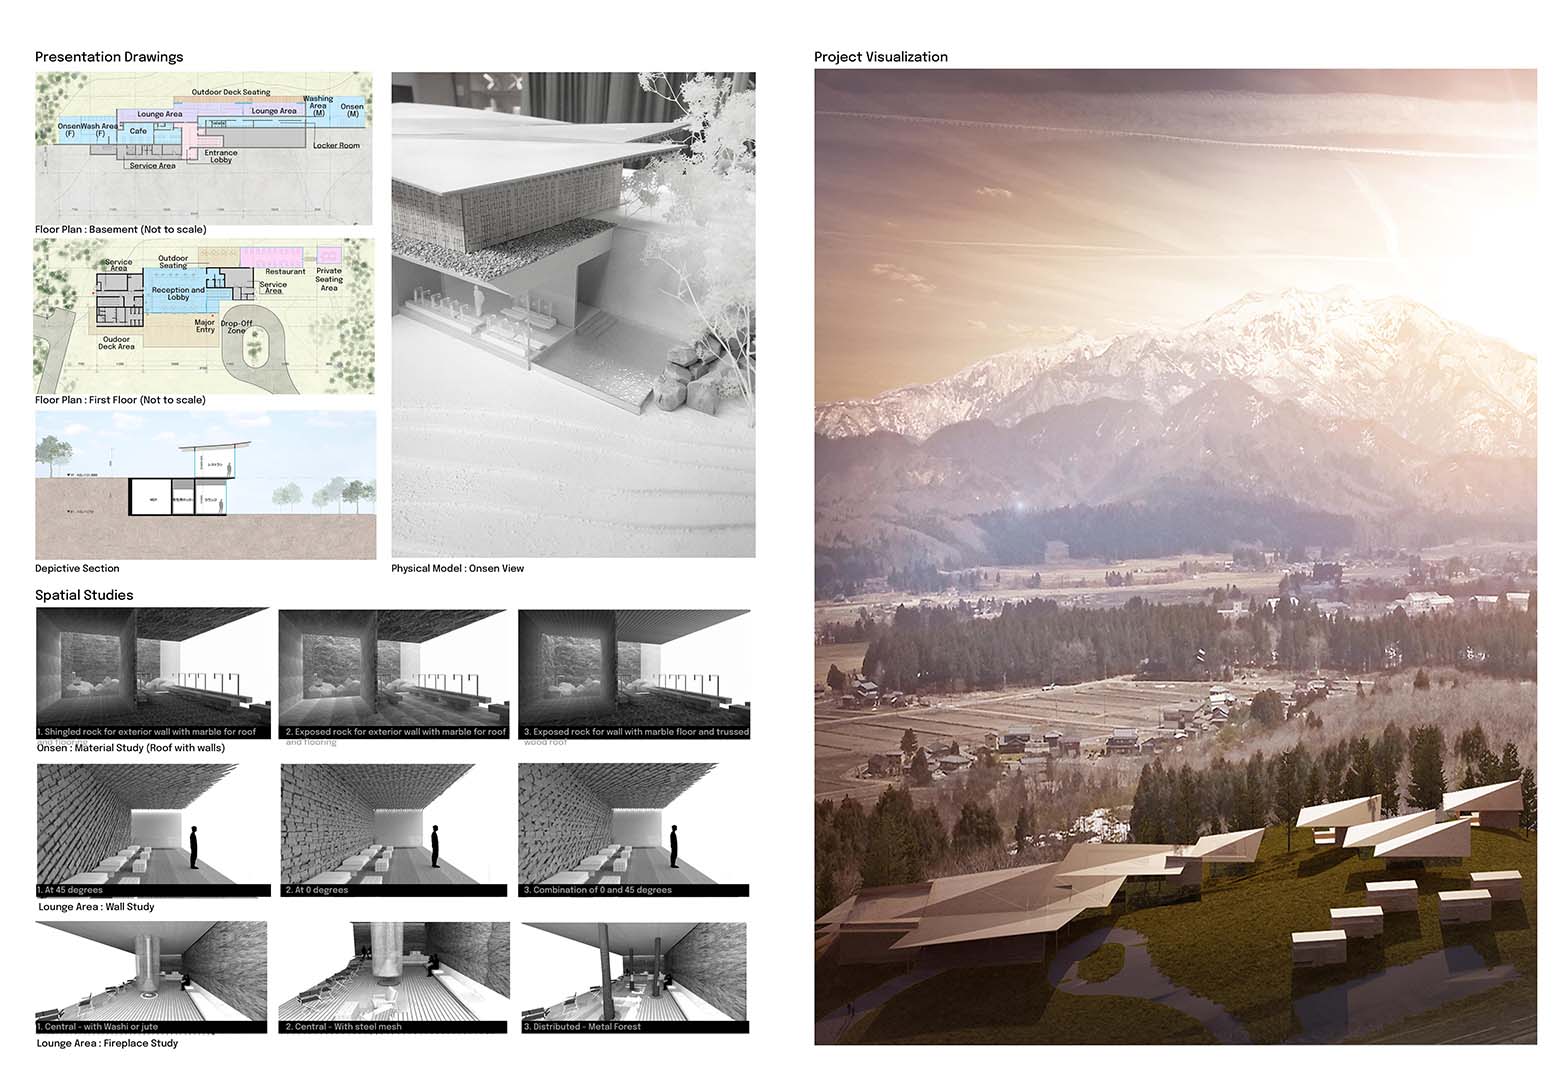 Presentation Drawings
Outdoor Deck Seating
Washing
Area
(M)
Onsen
(M)
Lounge Area
Lounge Area
Onsen
(F)
Wash Area
(F)
Cafe
Entrance
Lobby
Locker Room
Service Area
Floor Plan : Basement (Not to scale)
Service
Area
Outdoor
Seating
Restaurant
Private
Seating
Area
Reception and
Lobby
Service
Area
Major
Entry
Drop-Off
Zone
Oudoor
Deck Area
Floor Plan : First Floor (Not to scale)
レストラン
Depictive Section
Physical Model : Onsen View
Spatial Studies
1. Shingled rock for exterior wall with marble for roof
and flooring
2. Exposed rock for exterior wall with marble for roof
and flooring
3. Exposed rock for wall with marble floor and trussed
wood roof
Onsen : Material Study (Roof with walls)
1. At 45 degrees
2. At 0 degrees
3. Combination of 0 and 45 degrees
Lounge Area : Wall Study
1. Central - with Washi or jute
2. Central - With steel mesh
3. Distributed - Metal Forest
Lounge Area : Fireplace Study
Project Visualization